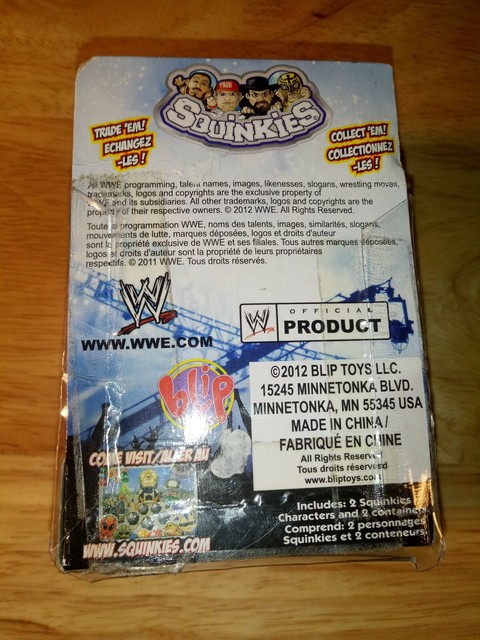 SQUINKIES
TRADE 'EM!
ECHANGEZ
-LES !
COLLECT 'EM!
COLLECTIONNEZ
-LES !
All WWE programming, talent names, images, likenesses, slogans, wrestling moves,
trademarks, logos and copyrights are the exclusive property of
WWE and its subsidiaries. All other trademarks, logos and copyrights are the
property of their respective owners. © 2012 WWE. All Rights Reserved.
Toute programmation WWE, noms des talents, images, similarités, slogans,
mouvements de lutte, marques déposées, logos et droits d'auteur
sont la propriété exclusive de WWE et ses filiales. Tous autres marques déposées,
logos et droits d'auteur sont la propriété de leurs propriétaires
respectifs. © 2011 WWE. Tous droits réservés.
W
WWW.WWE.COM
W
OFFICIAL
PRODUCT
blip
©2012 BLIP TOYS LLC.
15245 MINNETONKA BLVD.
MINNETONKA, MN 55345 USA
MADE IN CHINA /
FABRIQUÉ EN CHINE
All Rights Reserved
Tous droits réservésd
www.bliptoys.com
COME VISIT/ALLER AU
WWW.SQUINKIES.COM
Includes: 2 Squinkies
Characters and 2 containers
Comprend: 2 personnages
Squinkies et 2 conteneurs